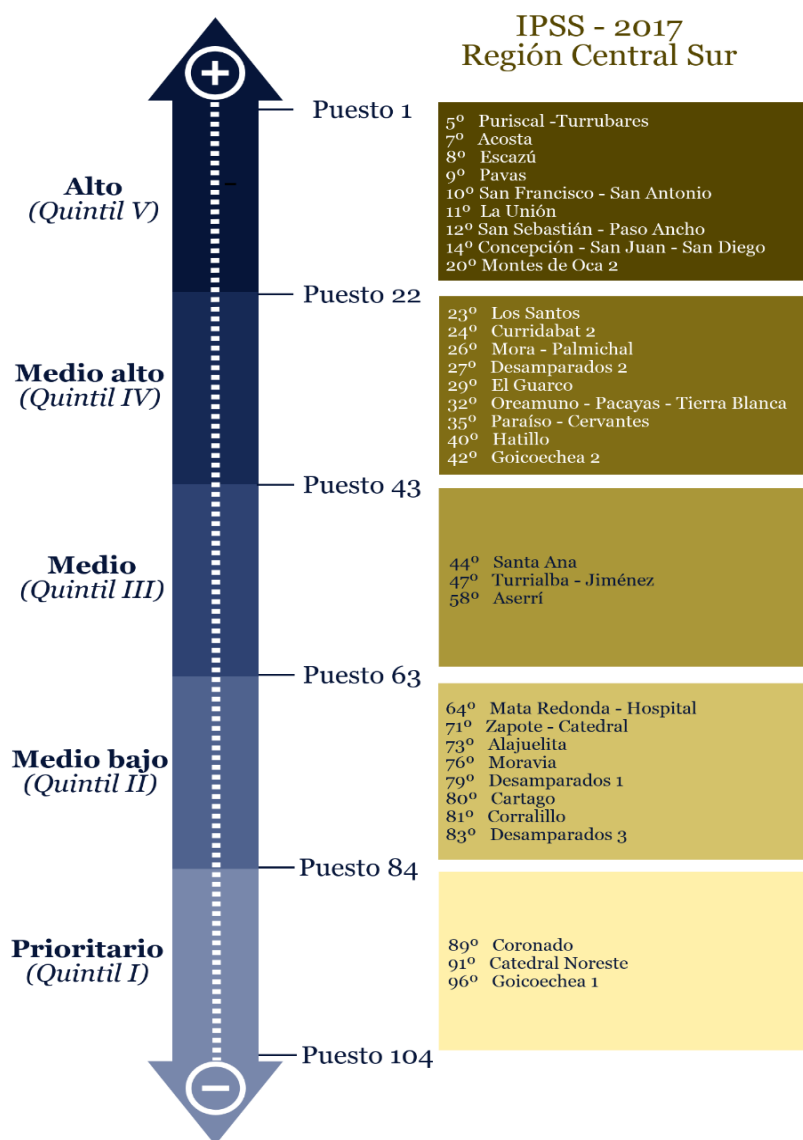 IPSS - 2017
Región Central Sur
Puesto 1
Alto
(Quintil V)
5º Puriscal -Turrubares
7º Acosta
8º Escazú
9º Pavas
10º San Francisco - San Antonio
11º La Unión
12º San Sebastián - Paso Ancho
14º Concepción - San Juan - San Diego
20º Montes de Oca 2
Puesto 22
Medio alto
(Quintil IV)
23º Los Santos
24º Curridabat 2
26º Mora - Palmichal
27º Desamparados 2
29º El Guarco
32º Oreamuno - Pacayas - Tierra Blanca
35º Paraíso - Cervantes
40º Hatillo
42º Goicoechea 2
Puesto 43
Medio
(Quintil III)
44º Santa Ana
47º Turrialba - Jiménez
58º Aserrí
Puesto 63
Medio bajo
(Quintil II)
64º Mata Redonda - Hospital
71º Zapote - Catedral
73º Alajuelita
76º Moravia
79º Desamparados 1
80º Cartago
81º Corralillo
83º Desamparados 3
Puesto 84
Prioritario
(Quintil I)
89º Coronado
91º Catedral Noreste
96º Goicoechea 1
Puesto 104